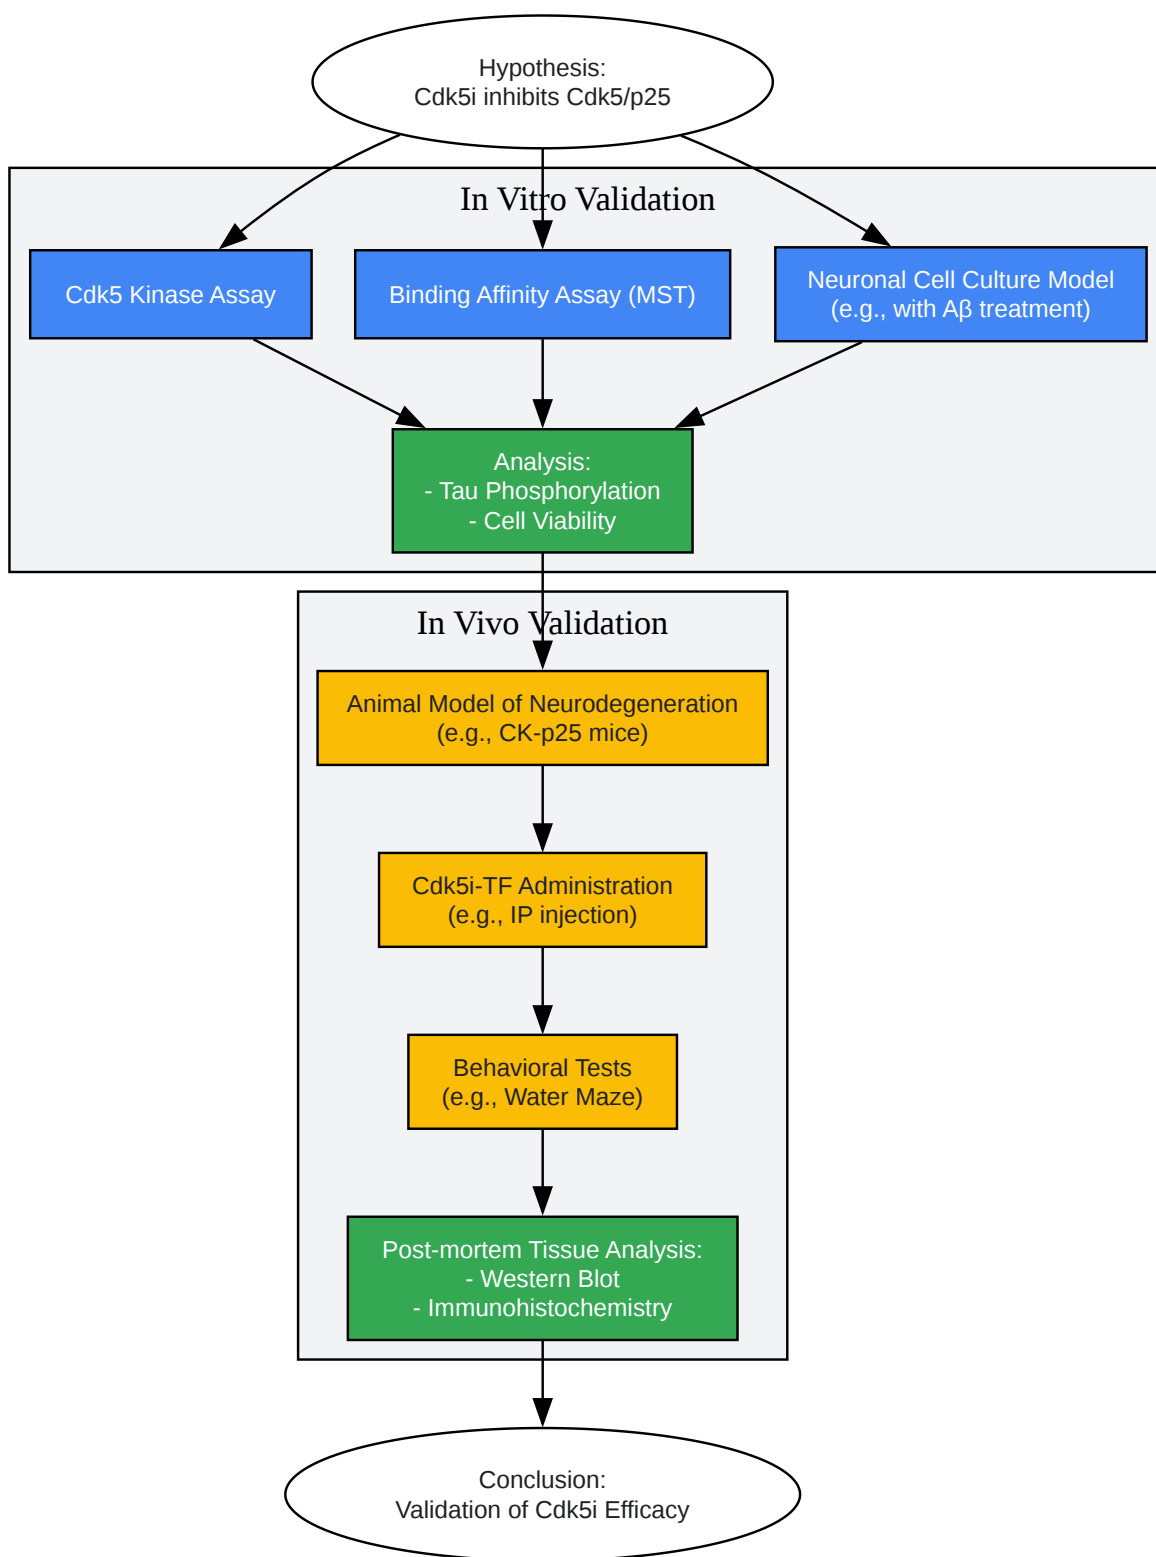 Hypothesis:
Cdk5i inhibits Cdk5/p25
In Vitro Validation
Cdk5 Kinase Assay
Binding Affinity Assay (MST)
Neuronal Cell Culture Model
(e.g., with Aβ treatment)
Analysis:
- Tau Phosphorylation
- Cell Viability
In Vivo Validation
Animal Model of Neurodegeneration
(e.g., CK-p25 mice)
Cdk5i-TF Administration
(e.g., IP injection)
Behavioral Tests
(e.g., Water Maze)
Post-mortem Tissue Analysis:
- Western Blot
- Immunohistochemistry
Conclusion:
Validation of Cdk5i Efficacy